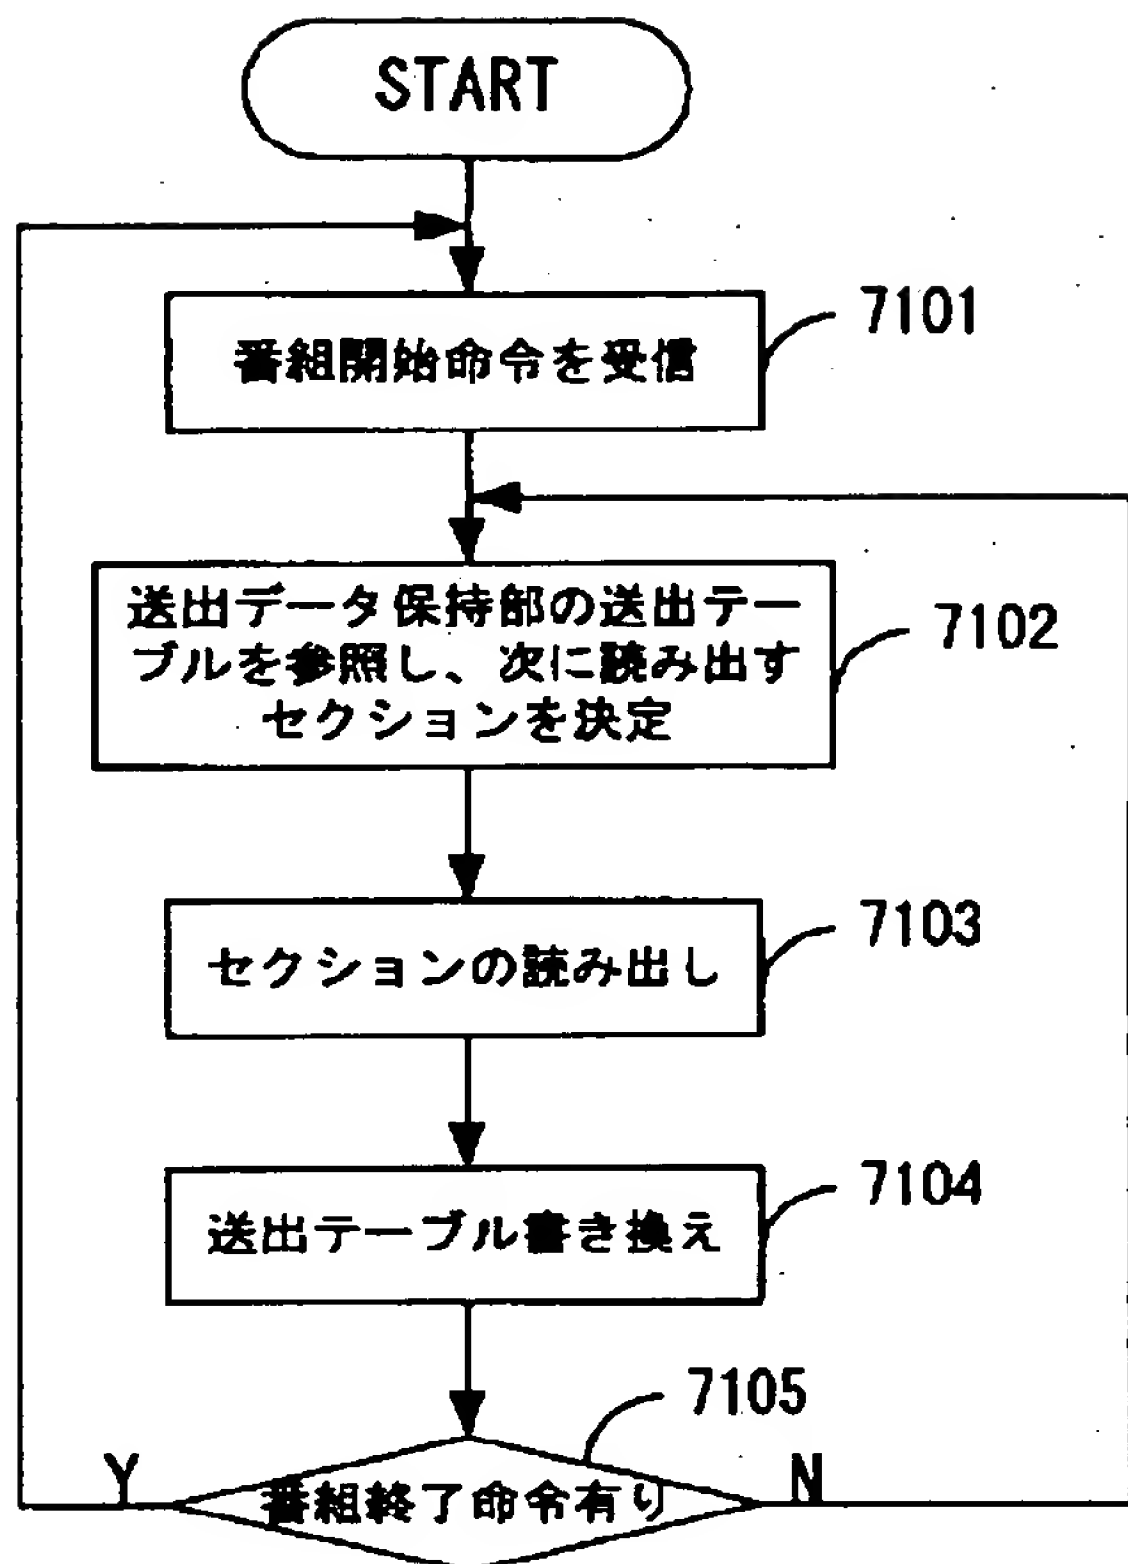 START
番組開始命令を受信
7101
送出データ保持部の送出テー
ブルを参照し、次に読み出す
セクションを決定
7102
セクションの読み出し
7103
送出テーブル書き換え
7104
7105
Y
番組終了命令有り
N